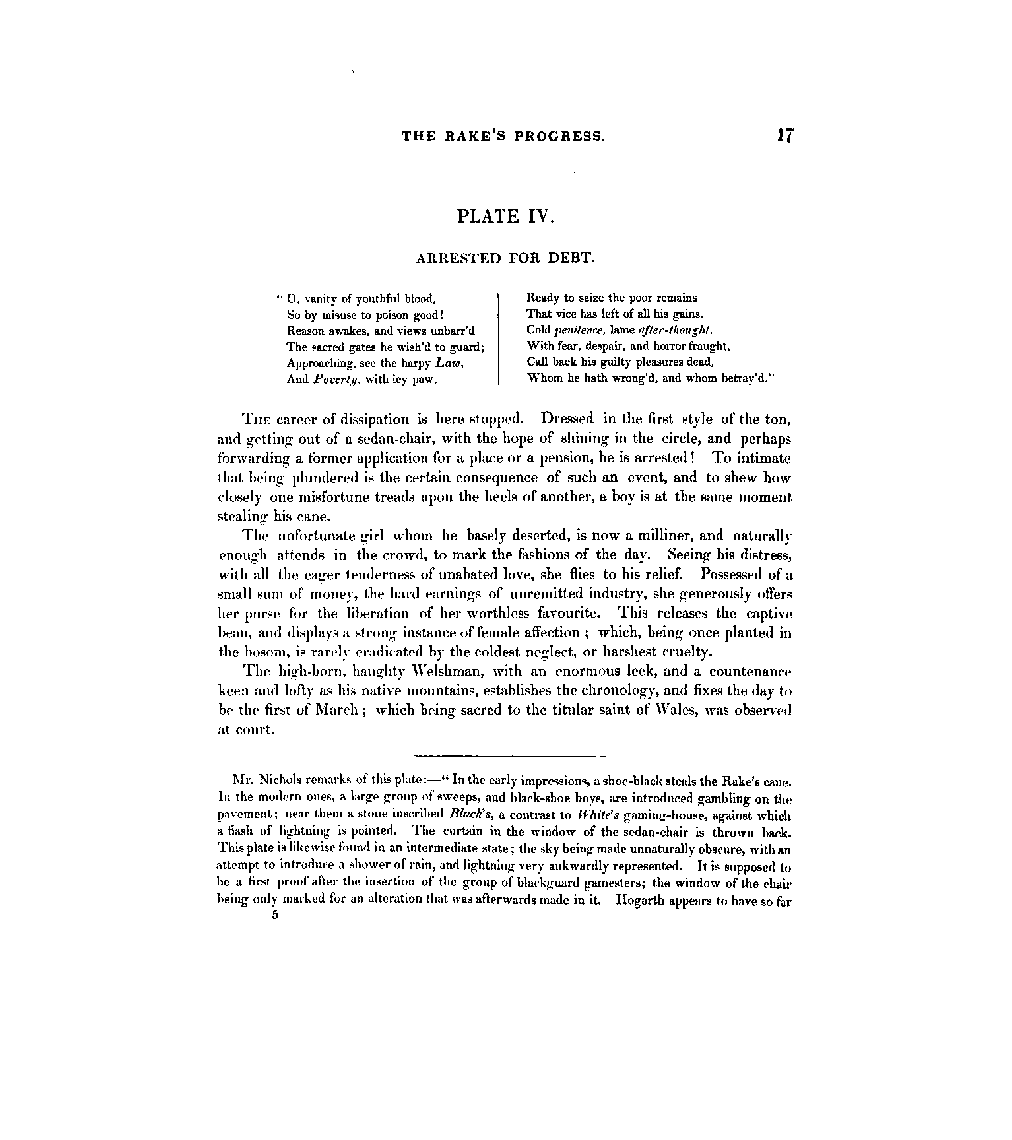 THE RAKE'S PROGRESS. 17
PLATE IV.
ARRESTED FOR DEBT.
" O, vanity of youthful blood,
So by misuse to poison good!
Reason awakes, and views unbarr'd
The sacred gates he wish'd to guard;
Approaching, see the harpy Law,
And Poverty, with icy paw,
Ready to seize the poor remains
That vice has left of all his gains.
Cold penitence, lame after-thought,
With fear, despair, and horror fraught,
Call back his guilty pleasures dead,
Whom he hath wrong'd, and whom betray'd."
THE career of dissipation is here stopped. Dressed in the first style of the ton,
and getting out of a sedan-chair, with the hope of shining in the circle, and perhaps
forwarding a former application for a place or a pension, he is arrested! To intimate
that being plundered is the certain consequence of such an event, and to shew how
closely one misfortune treads upon the heels of another, a boy is at the same moment
stealing his cane.
The unfortunate girl whom he basely deserted, is now a milliner, and naturally
enough attends in the crowd, to mark the fashions of the day. Seeing his distress,
with all the eager tenderness of unabated love, she flies to his relief. Possessed of a
small sum of money, the hard earnings of unremitted industry, she generously offers
her purse for the liberation of her worthless favourite. This releases the captive
beau, and displays a strong instance of female affection; which, being once planted in
the bosom, is rarely eradicated by the coldest neglect, or harshest cruelty.
The high-born, haughty Welshman, with an enormous leek, and a countenance
keen and lofty as his native mountains, establishes the chronology, and fixes the day to
be the first of March; which being sacred to the titular saint of Wales, was observed
at court.
Mr. Nichols remarks of this plate:—" In the early impressions, a shoe-black steals the Rake's cane.
In the modern ones, a large group of sweeps, and black-shoe boys, are introduced gambling on the
pavement; near them a stone inscribed Black's, a contrast to White's gaming-house, against which
a flash of lightning is pointed. The curtain in the window of the sedan-chair is thrown back.
This plate is likewise found in an intermediate state; the sky being made unnaturally obscure, with an
attempt to introduce a shower of rain, and lightning very aukwardly represented. It is supposed to
be a first proof after the insertion of the group of blackguard gamesters; the window of the chair
being only marked for an alteration that was afterwards made in it. Hogarth appears to have so far
5